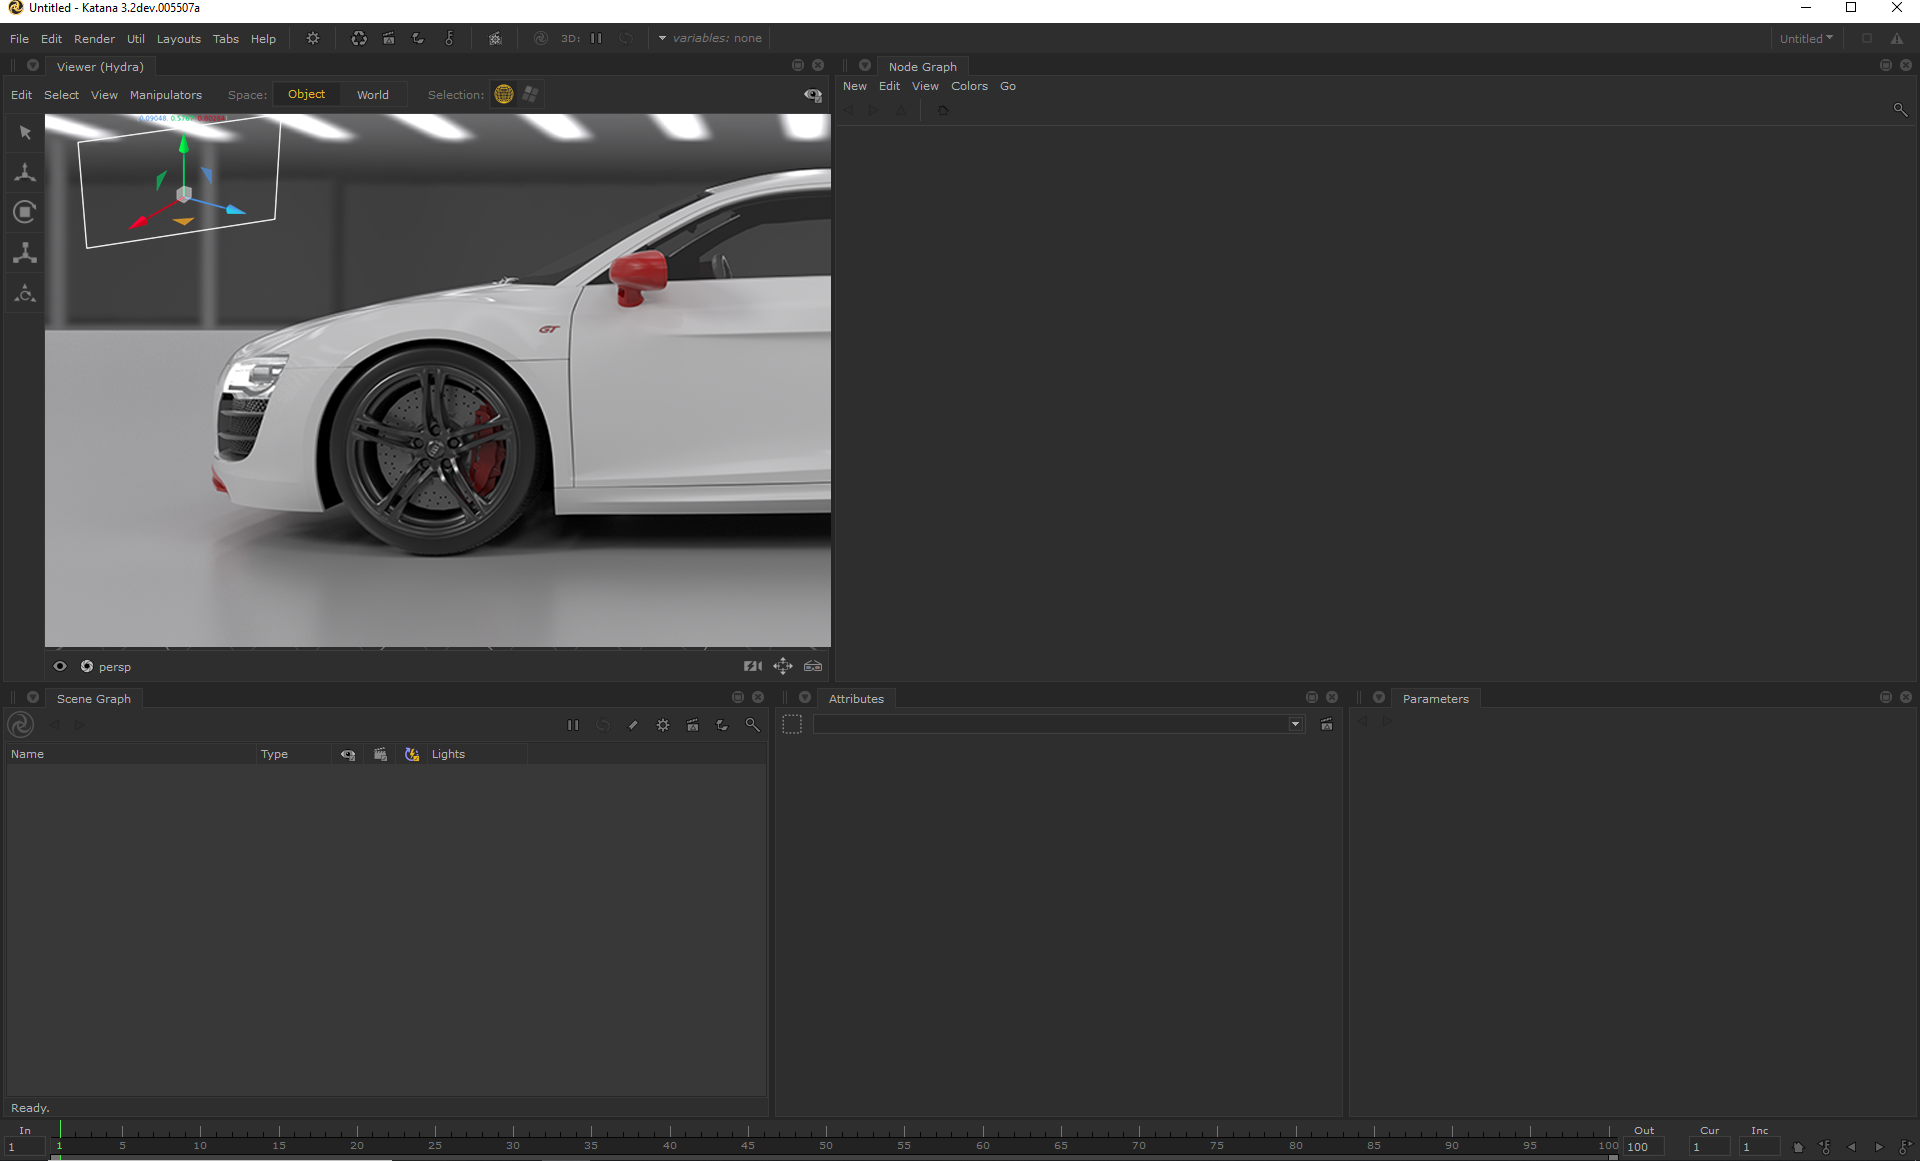 Untitled - Katana 3.2dev.005507a
File Edit Render Util Layouts Tabs Help 3D: variables: none Untitled
Viewer (Hydra)
Edit Select View Manipulators Space: Object World Selection:
GT
persp
Node Graph
New Edit View Colors Go
Scene Graph
Name Type Lights
Ready.
Attributes
Parameters
In
1
1 5 10 15 20 25 30 35 40 45 50 55 60 65 70 75 80 85 90 95 100
Out Cur Inc
100 1 1